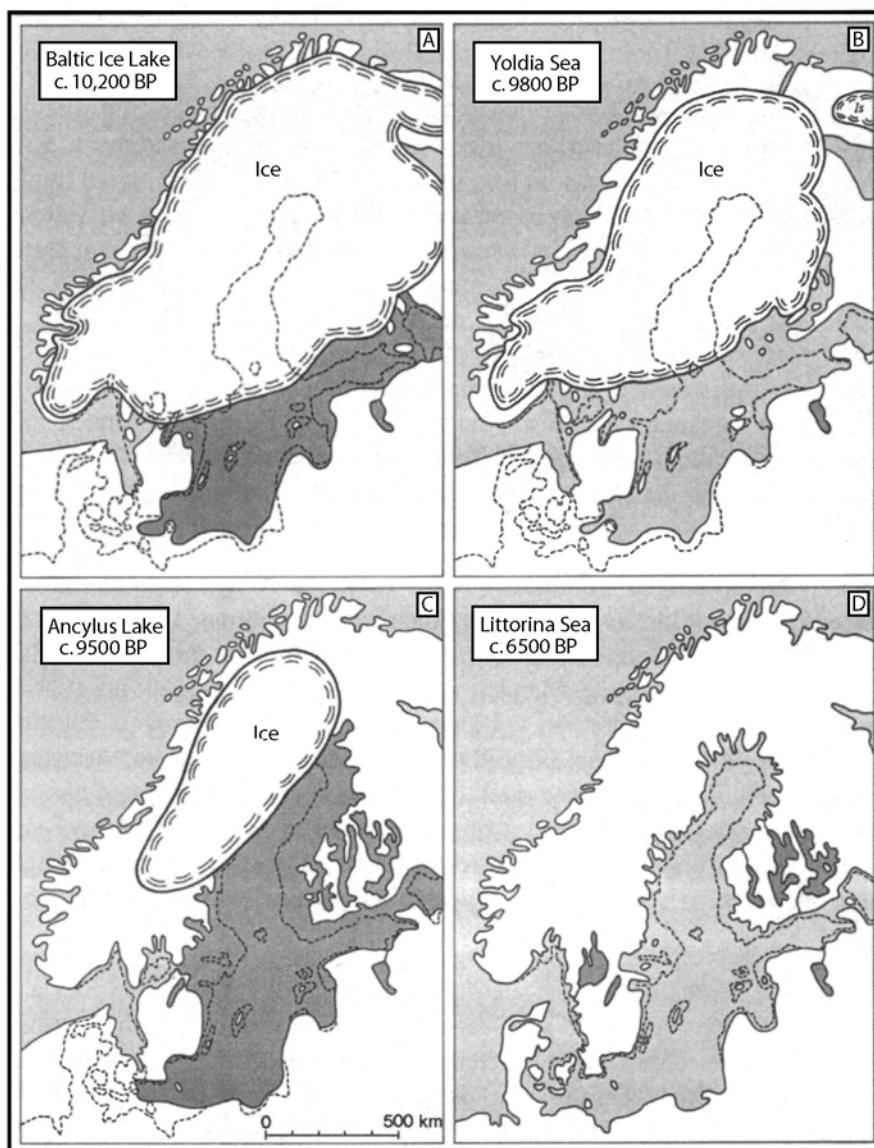 A
Baltic Ice Lake
c. 10,200 BP
Ice
B
Yoldia Sea
c. 9800 BP
Is
Ice
C
Ancylus Lake
c. 9500 BP
Ice
0 500 km
D
Littorina Sea
c. 6500 BP